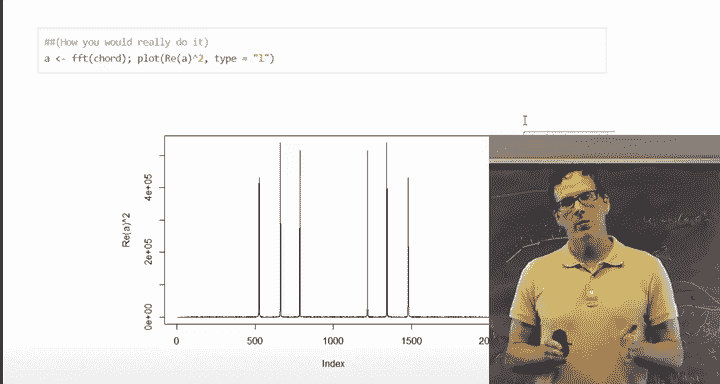 ##(How you would really do it)
a <- fft(chord); plot(Re(a)^2, type = "l")
Re(a)^2
4e+05
2e+05
0e+00
0
500
1000
1500
Index